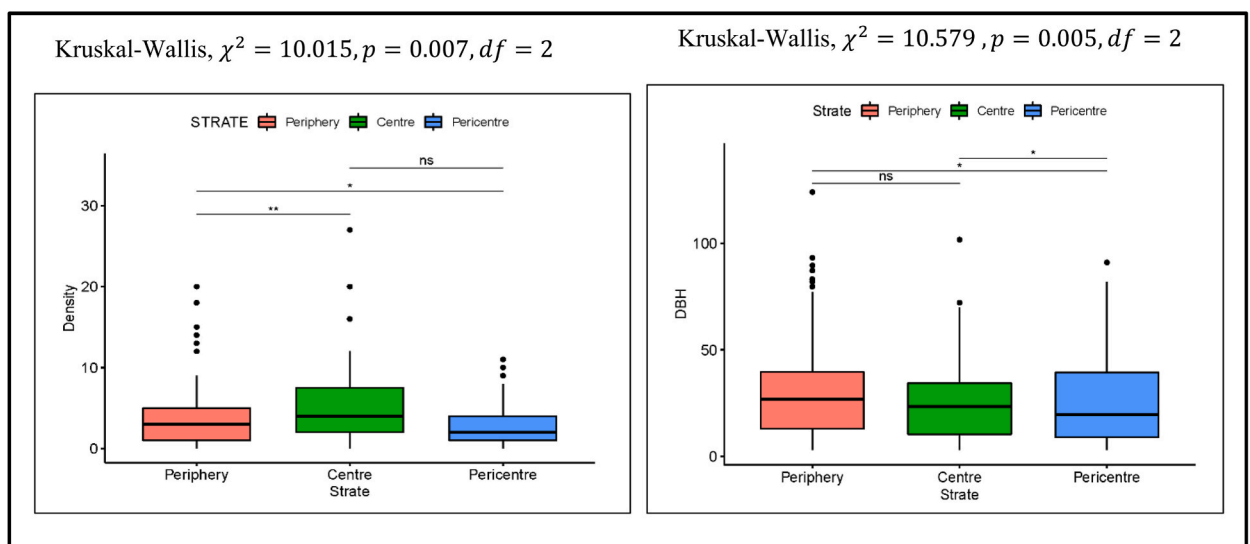 Kruskal-Wallis, χ² = 10.015, p = 0.007, df = 2
STRATE Periphery Centre Pericentre
ns
*
**
30
20
10
0
Density
Periphery Centre Pericentre
Strate
Kruskal-Wallis, χ² = 10.579 , p = 0.005, df = 2
Strate Periphery Centre Pericentre
*
*
ns
100
50
0
DBH
Periphery Centre Pericentre
Strate